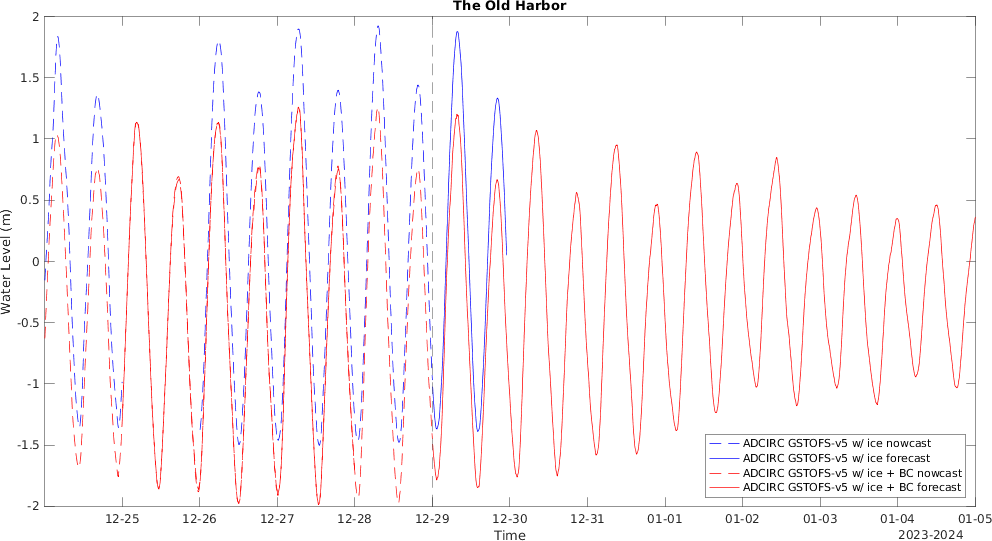 The Old Harbor
2
1.5
1
0.5
0
-0.5
-1
-1.5
-2
Water Level (m)
ADCIRC GSTOFS-v5 w/ ice nowcast
ADCIRC GSTOFS-v5 w/ ice forecast
ADCIRC GSTOFS-v5 w/ ice + BC nowcast
ADCIRC GSTOFS-v5 w/ ice + BC forecast
12-25 12-26 12-27 12-28 12-29 12-30 12-31 01-01 01-02 01-03 01-04 01-05
Time
2023-2024